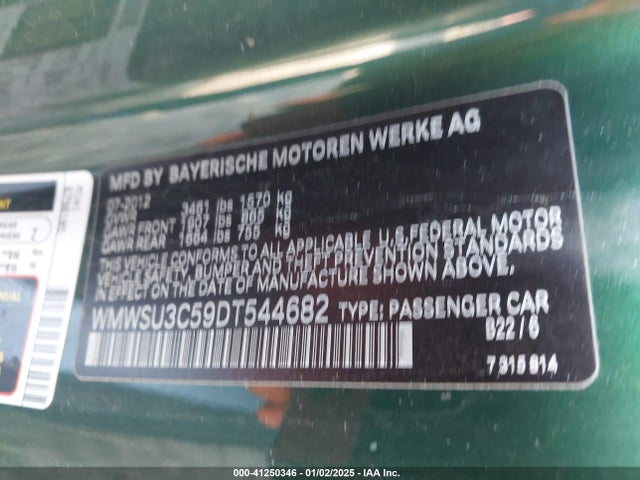 MFD BY BAYERISCHE MOTOREN WERKE AG
07-2012
GVWR 3461 lbs 1570 kg
GAWR FRONT 1907 lbs 865 kg
GAWR REAR 1664 lbs 755 kg
THIS VEHICLE CONFORMS TO ALL APPLICABLE U.S. FEDERAL MOTOR
VEHICLE SAFETY, BUMPER, AND THEFT PREVENTION STANDARDS
IN EFFECT ON THE DATE OF MANUFACTURE SHOWN ABOVE.
WMWSU3C59DT544682 TYPE: PASSENGER CAR
B22 / 6
7 315 814
2
000-41250346 - 01/02/2025 - IAA Inc.